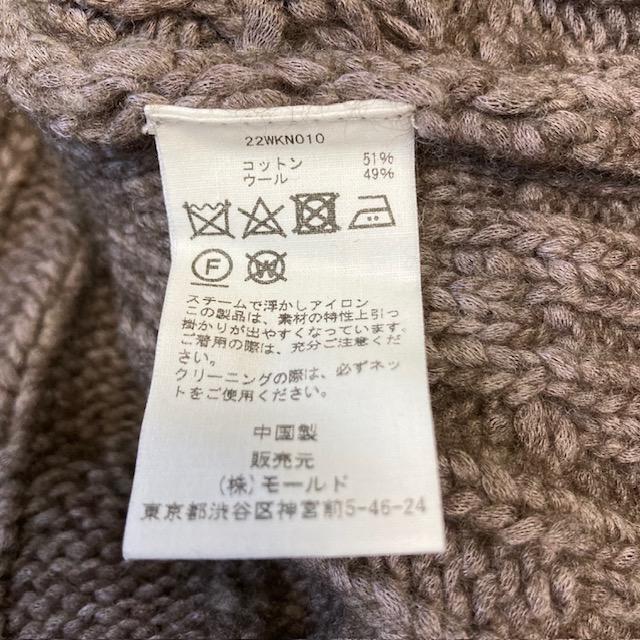 22WKN010
コットン 51%
ウール 49%
F W
スチームで浮かしアイロン
この製品は、素材の特性上引っ
掛かりが出やすくなっています。
ご着用の際は、充分ご注意くだ
さい。
クリーニングの際は、必ずネッ
トをご使用ください。
中国製
販売元
(株)モールド
東京都渋谷区神宮前5-46-24